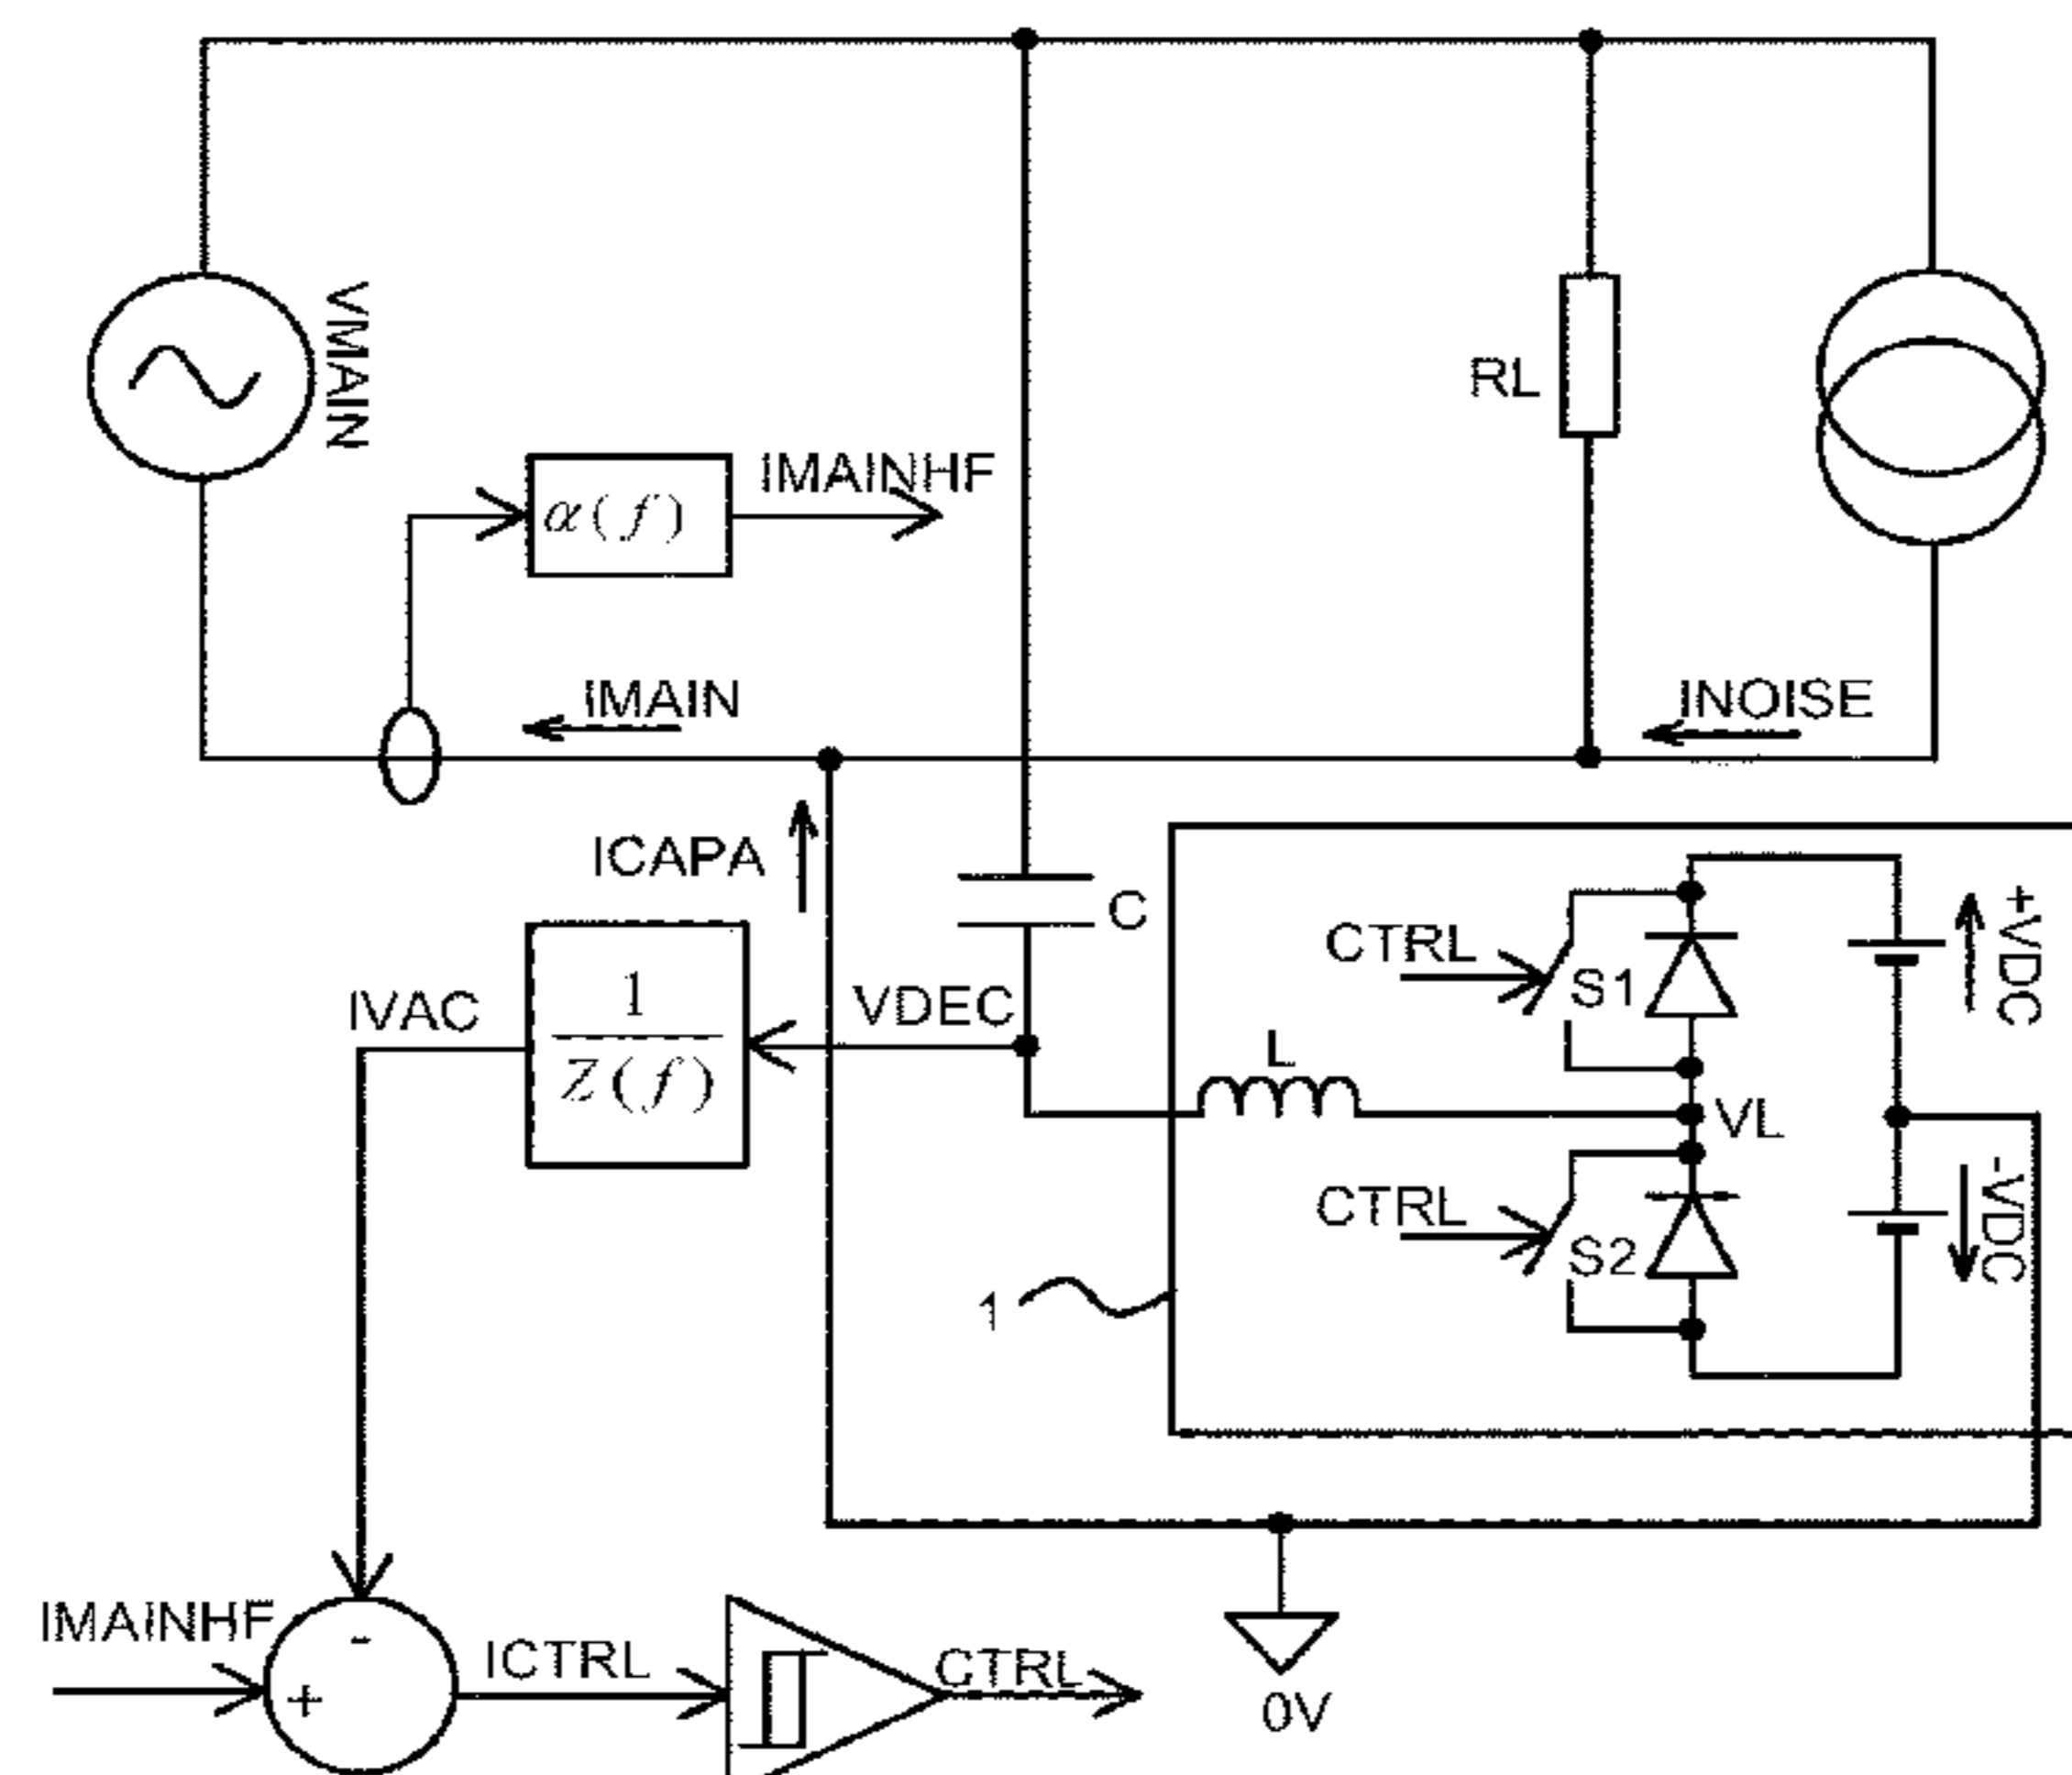 VMAIN
RL
IMAINHF
α(f)
IMAIN
INOISE
ICAPA
C
CTRL
S1
+VDC
IVAC
1
Z(f)
VDEC
L
VL
CTRL
S2
-VDC
1
IMAINHF
-
+
ICTRL
CTRL
0V